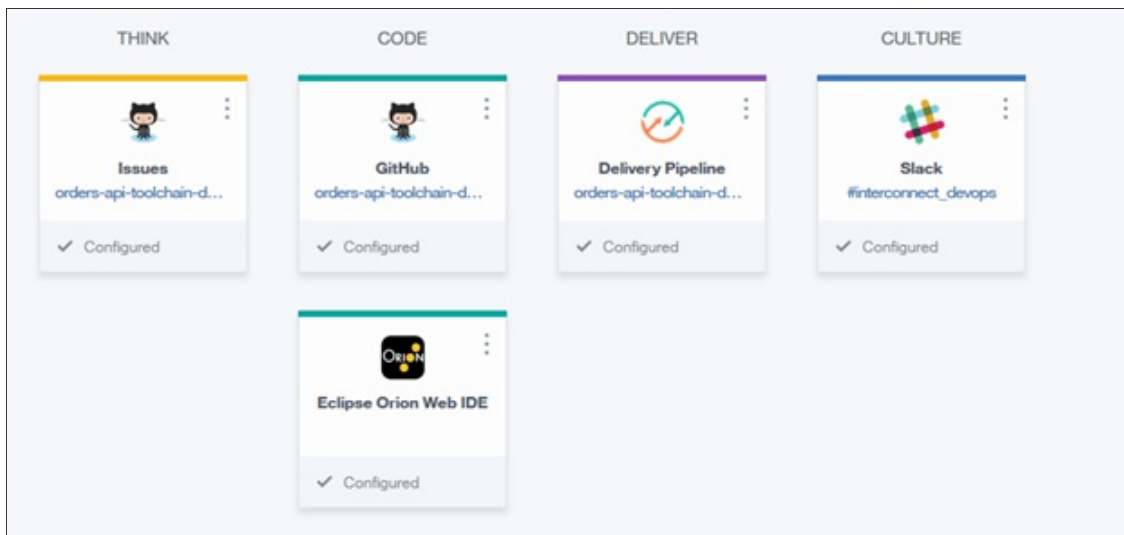 THINK
CODE
DELIVER
CULTURE
Issues
orders-api-toolchain-d...
Configured
GitHub
orders-api-toolchain-d...
Configured
Delivery Pipeline
orders-api-toolchain-d...
Configured
Slack
#interconnect_devops
Configured
ORION
Eclipse Orion Web IDE
Configured